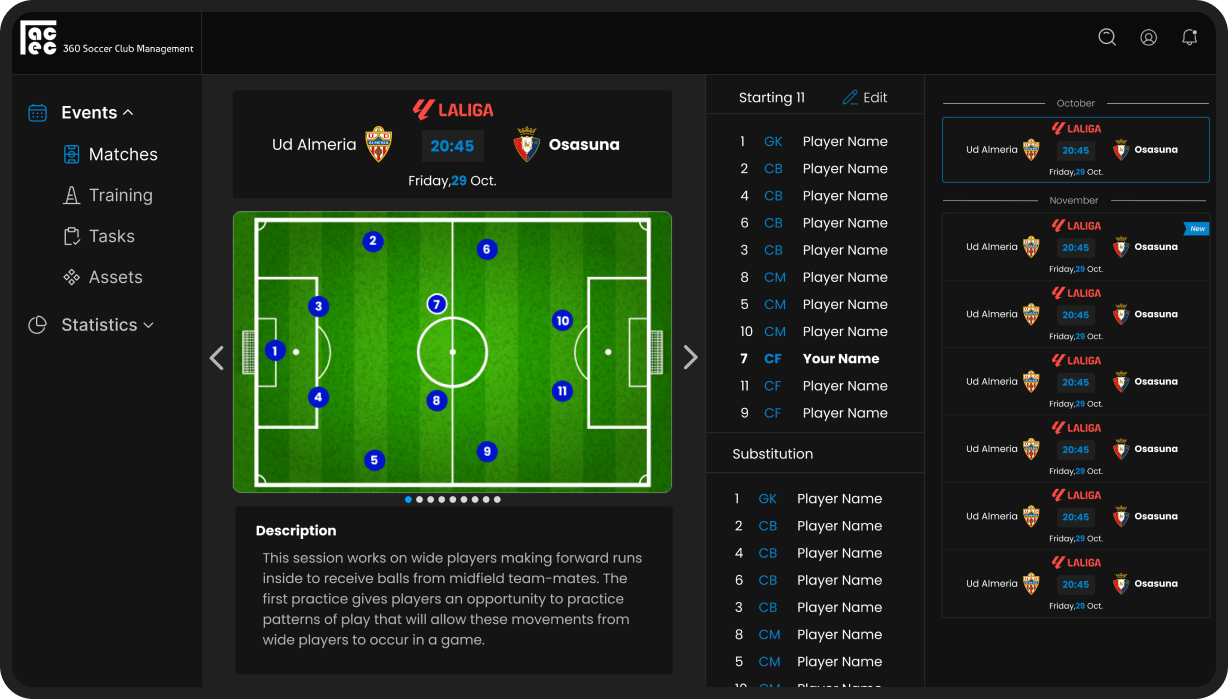 ac
ec 360 Soccer Club Management
Events
Matches
Training
Tasks
Assets
Statistics
LALIGA
Ud Almeria 20:45 Osasuna
Friday,29 Oct.
2
6
3
7
10
1
4
8
11
5
9
Description
This session works on wide players making forward runs
inside to receive balls from midfield team-mates. The
first practice gives players an opportunity to practice
patterns of play that will allow these movements from
wide players to occur in a game.
Starting 11 Edit
1 GK Player Name
2 CB Player Name
4 CB Player Name
6 CB Player Name
3 CB Player Name
8 CM Player Name
5 CM Player Name
10 CM Player Name
7 CF Your Name
11 CF Player Name
9 CF Player Name
Substitution
1 GK Player Name
2 CB Player Name
4 CB Player Name
6 CB Player Name
3 CB Player Name
8 CM Player Name
5 CM Player Name
10 CM Player Name
October
LALIGA
Ud Almeria 20:45 Osasuna
Friday,29 Oct.
November
LALIGA New
Ud Almeria 20:45 Osasuna
Friday,29 Oct.
LALIGA
Ud Almeria 20:45 Osasuna
Friday,29 Oct.
LALIGA
Ud Almeria 20:45 Osasuna
Friday,29 Oct.
LALIGA
Ud Almeria 20:45 Osasuna
Friday,29 Oct.
LALIGA
Ud Almeria 20:45 Osasuna
Friday,29 Oct.
LALIGA
Ud Almeria 20:45 Osasuna
Friday,29 Oct.